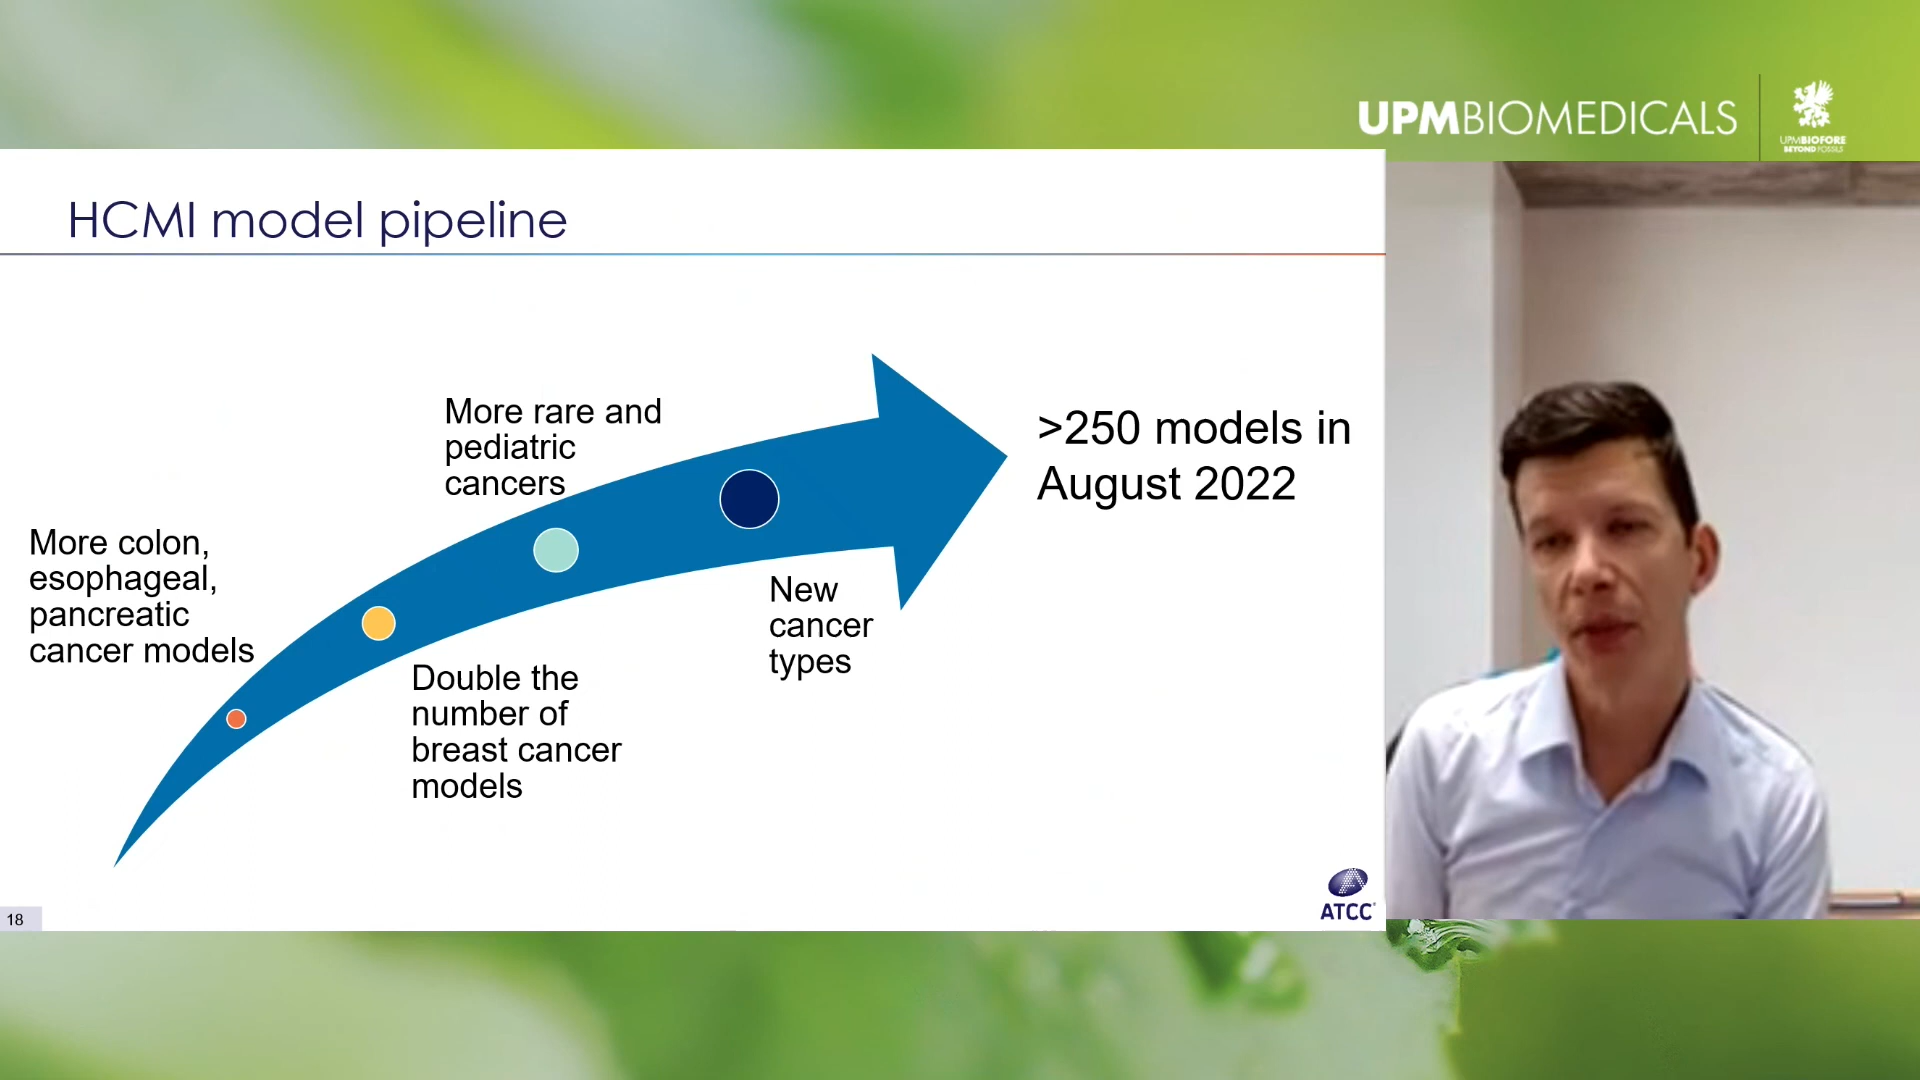 UPMBIOMEDICALS
UPMBIOFORE
BEYOND FOSSILS
HCMI model pipeline
More rare and
pediatric
cancers
>250 models in
August 2022
More colon,
esophageal,
pancreatic
cancer models
New
cancer
types
Double the
number of
breast cancer
models
ATCC
18